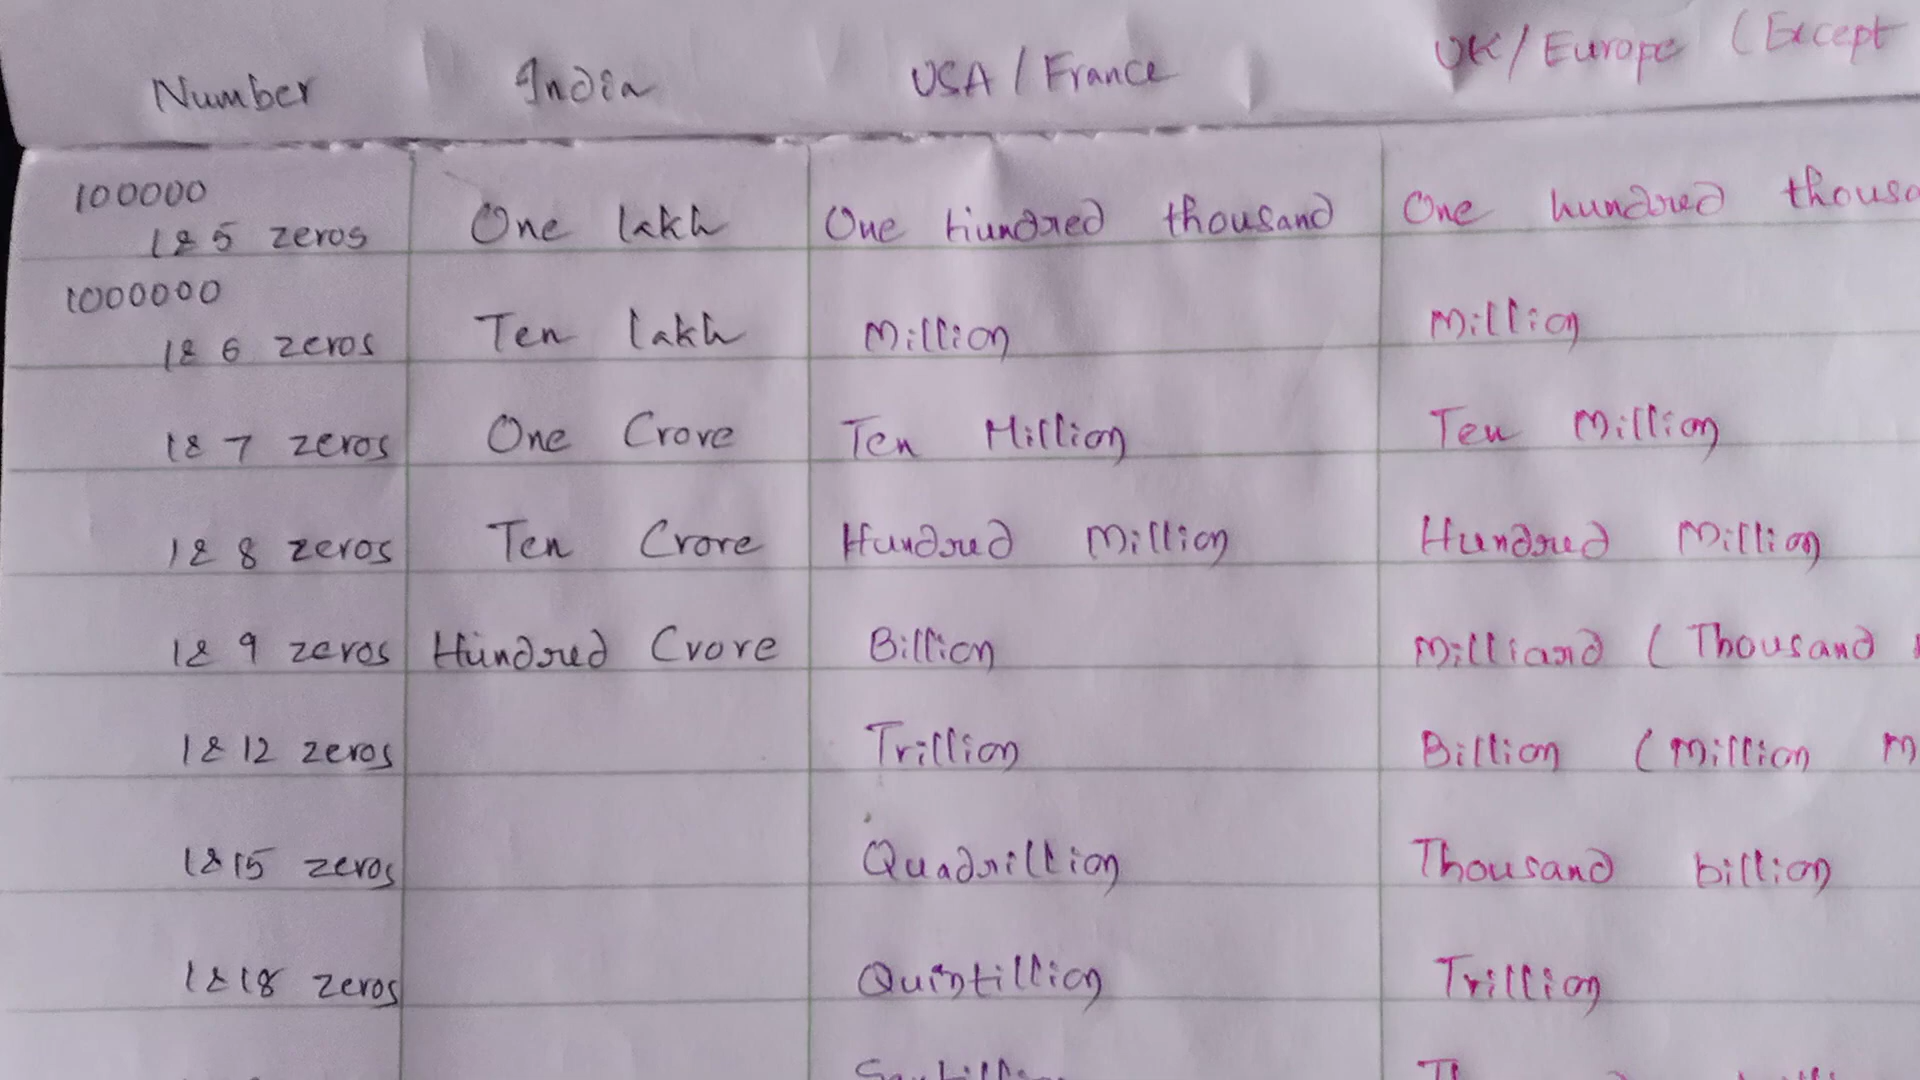 Number India USA / France UK / Europe (Except
100000
1 & 5 zeros One lakh One hundred thousand One hundred thousa
1000000
1 & 6 zeros Ten lakh Million Million
1 & 7 zeros One Crore Ten Million Ten Million
1 & 8 zeros Ten Crore Hundred Million Hundred Million
1 & 9 zeros Hundred Crore Billion Milliard (Thousand
1 & 12 zeros Trillion Billion (Million M
1 & 15 zeros Quadrillion Thousand billion
1 & 18 zeros Quintillion Trillion